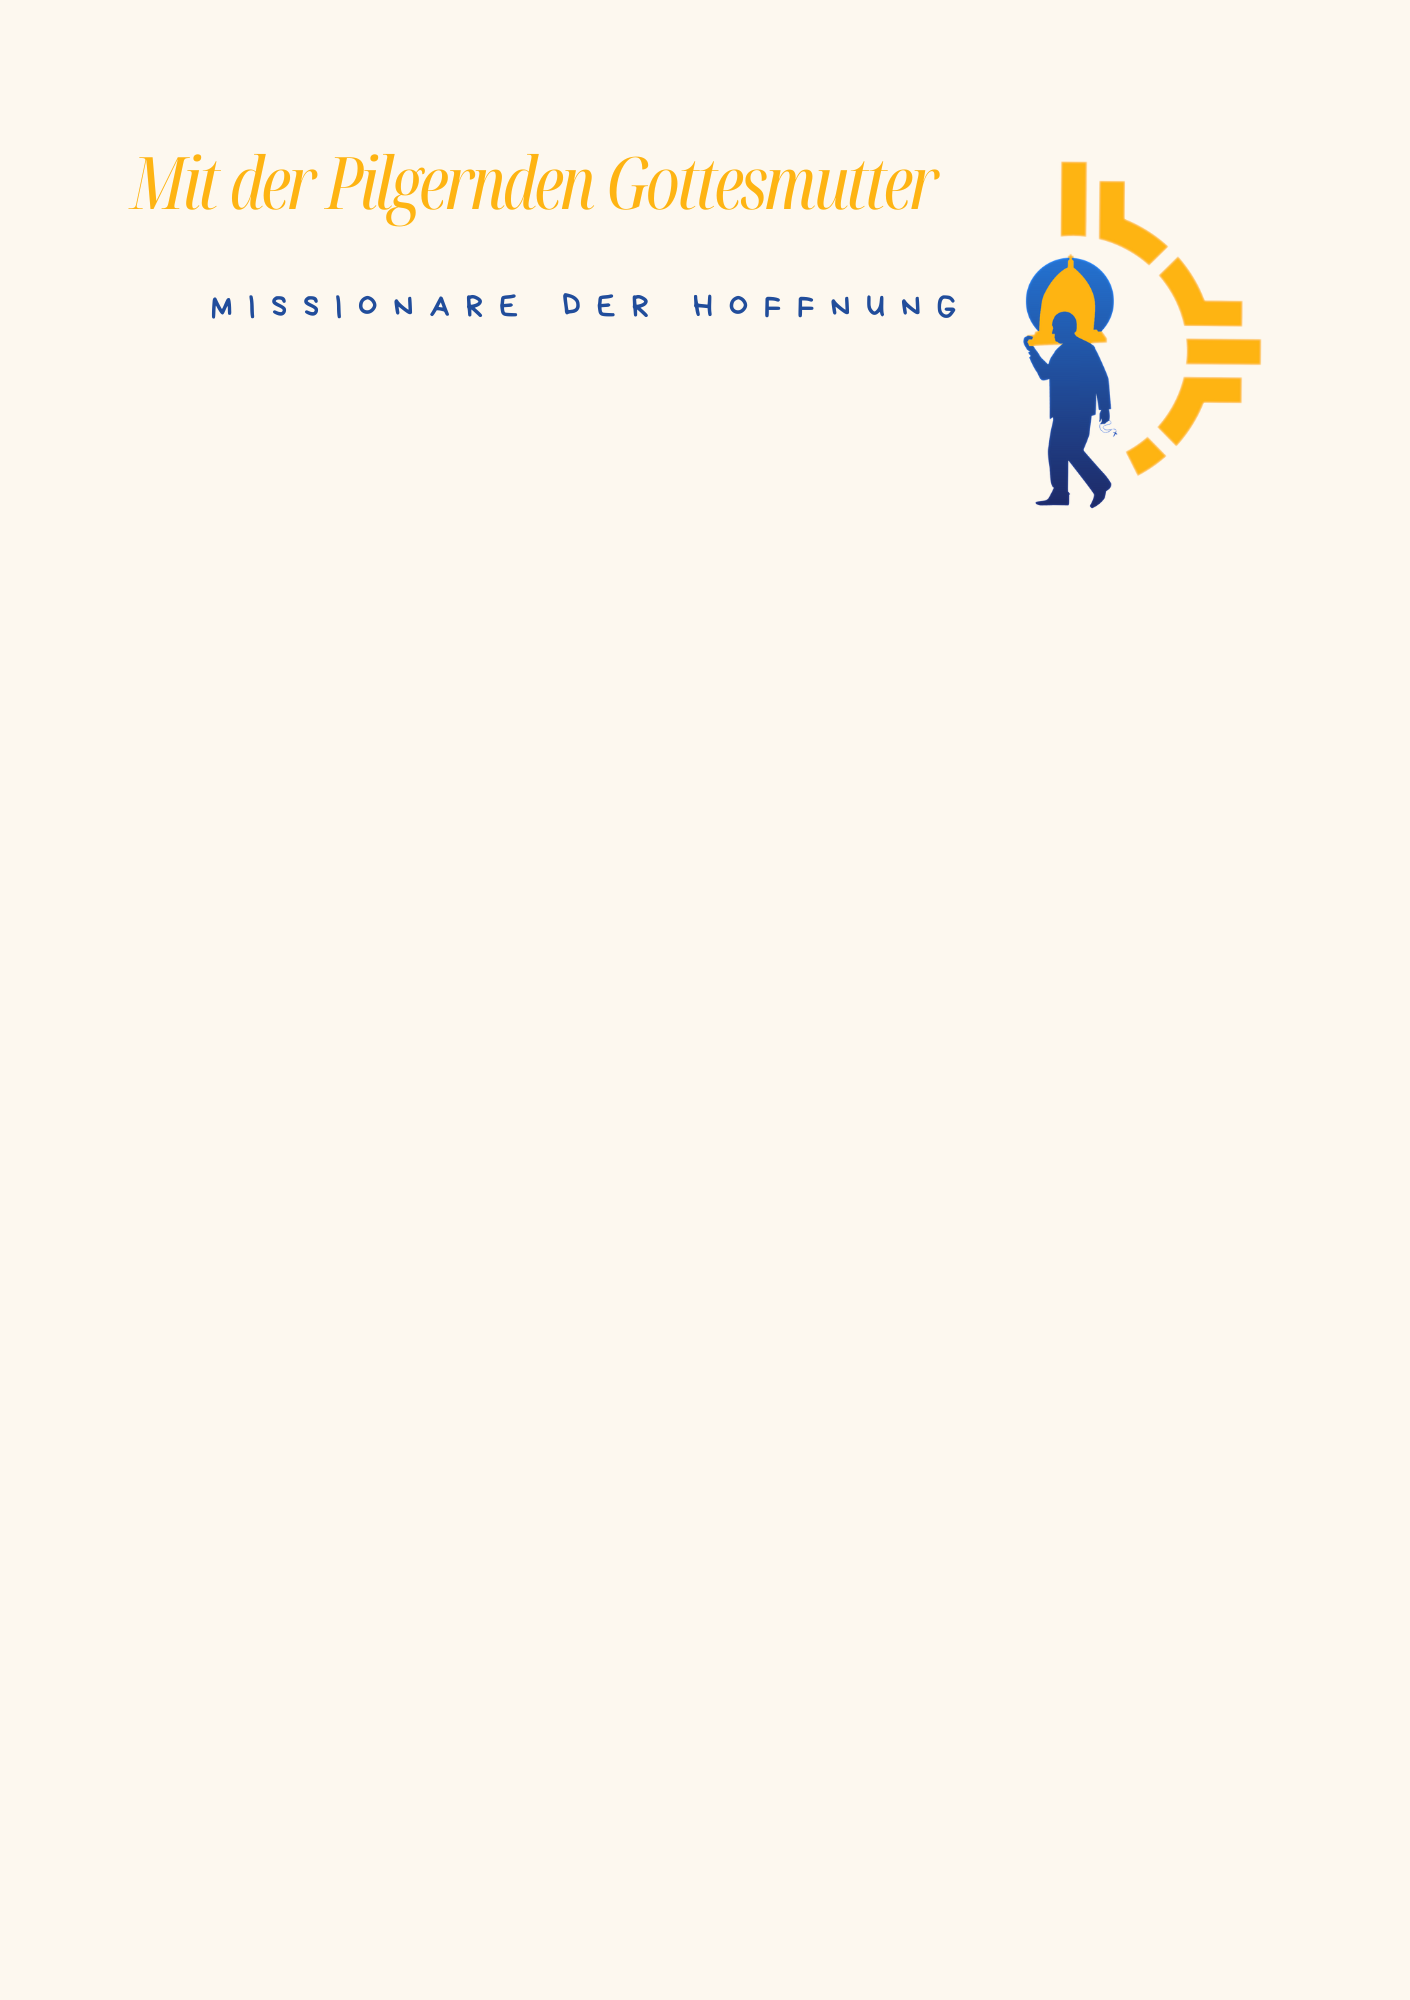 Mit der Pilgernden Gottesmutter
MISSIONARE DER HOFFNUNG